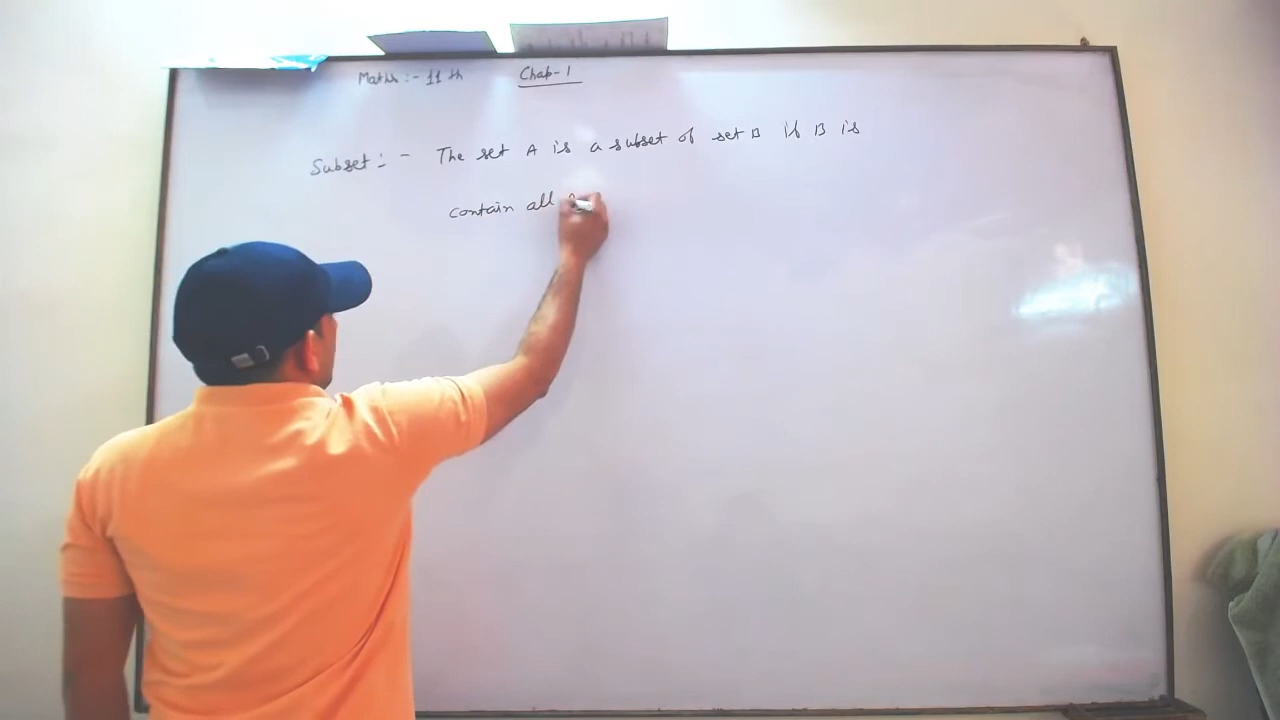 Maths :- 11 th Chap-1
Subset :- The set A is a subset of set B if B is
contain all